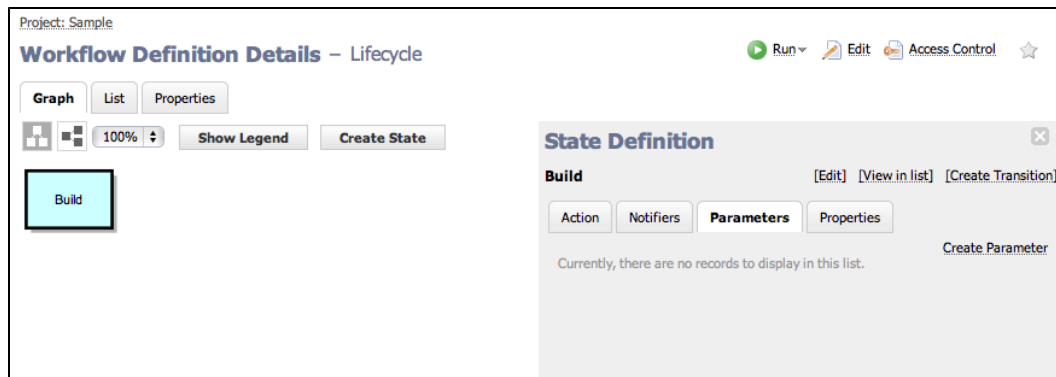 Project: Sample
Workflow Definition Details – Lifecycle
Run Edit Access Control
Graph List Properties
100% Show Legend Create State
State Definition
Build
Build [Edit] [View in list] [Create Transition]
Action Notifiers Parameters Properties
Create Parameter
Currently, there are no records to display in this list.